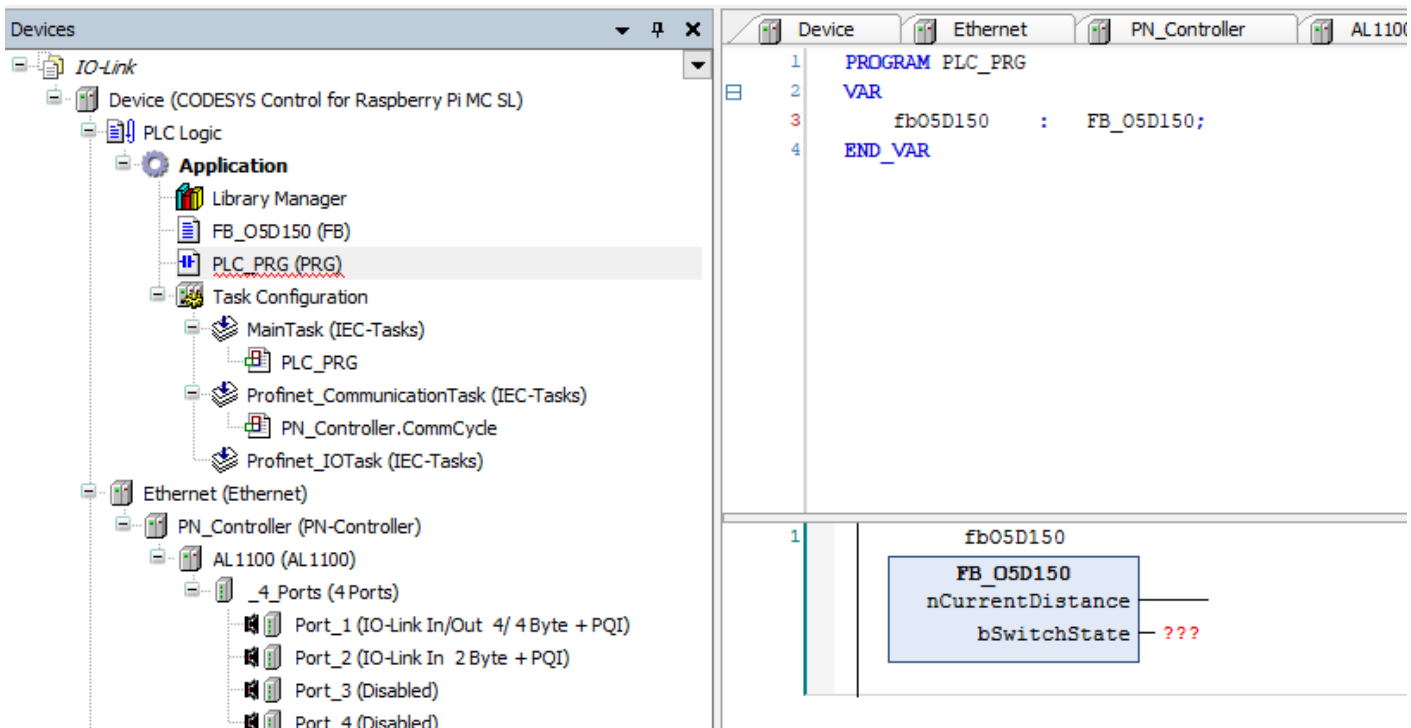 Devices
IO-Link
Device (CODESYS Control for Raspberry Pi MC SL)
PLC Logic
Application
Library Manager
FB_O5D150 (FB)
PLC_PRG (PRG)
Task Configuration
MainTask (IEC-Tasks)
PLC_PRG
Profinet_CommunicationTask (IEC-Tasks)
PN_Controller.CommCycle
Profinet_IOTask (IEC-Tasks)
Ethernet (Ethernet)
PN_Controller (PN-Controller)
AL1100 (AL1100)
_4_Ports (4 Ports)
Port_1 (IO-Link In/Out 4/ 4 Byte + PQI)
Port_2 (IO-Link In 2 Byte + PQI)
Port_3 (Disabled)
Port_4 (Disabled)
Device Ethernet PN_Controller AL1100
1 PROGRAM PLC_PRG
2 VAR
3 fbO5D150 : FB_O5D150;
4 END_VAR
1 fbO5D150
FB_O5D150
nCurrentDistance
bSwitchState ???